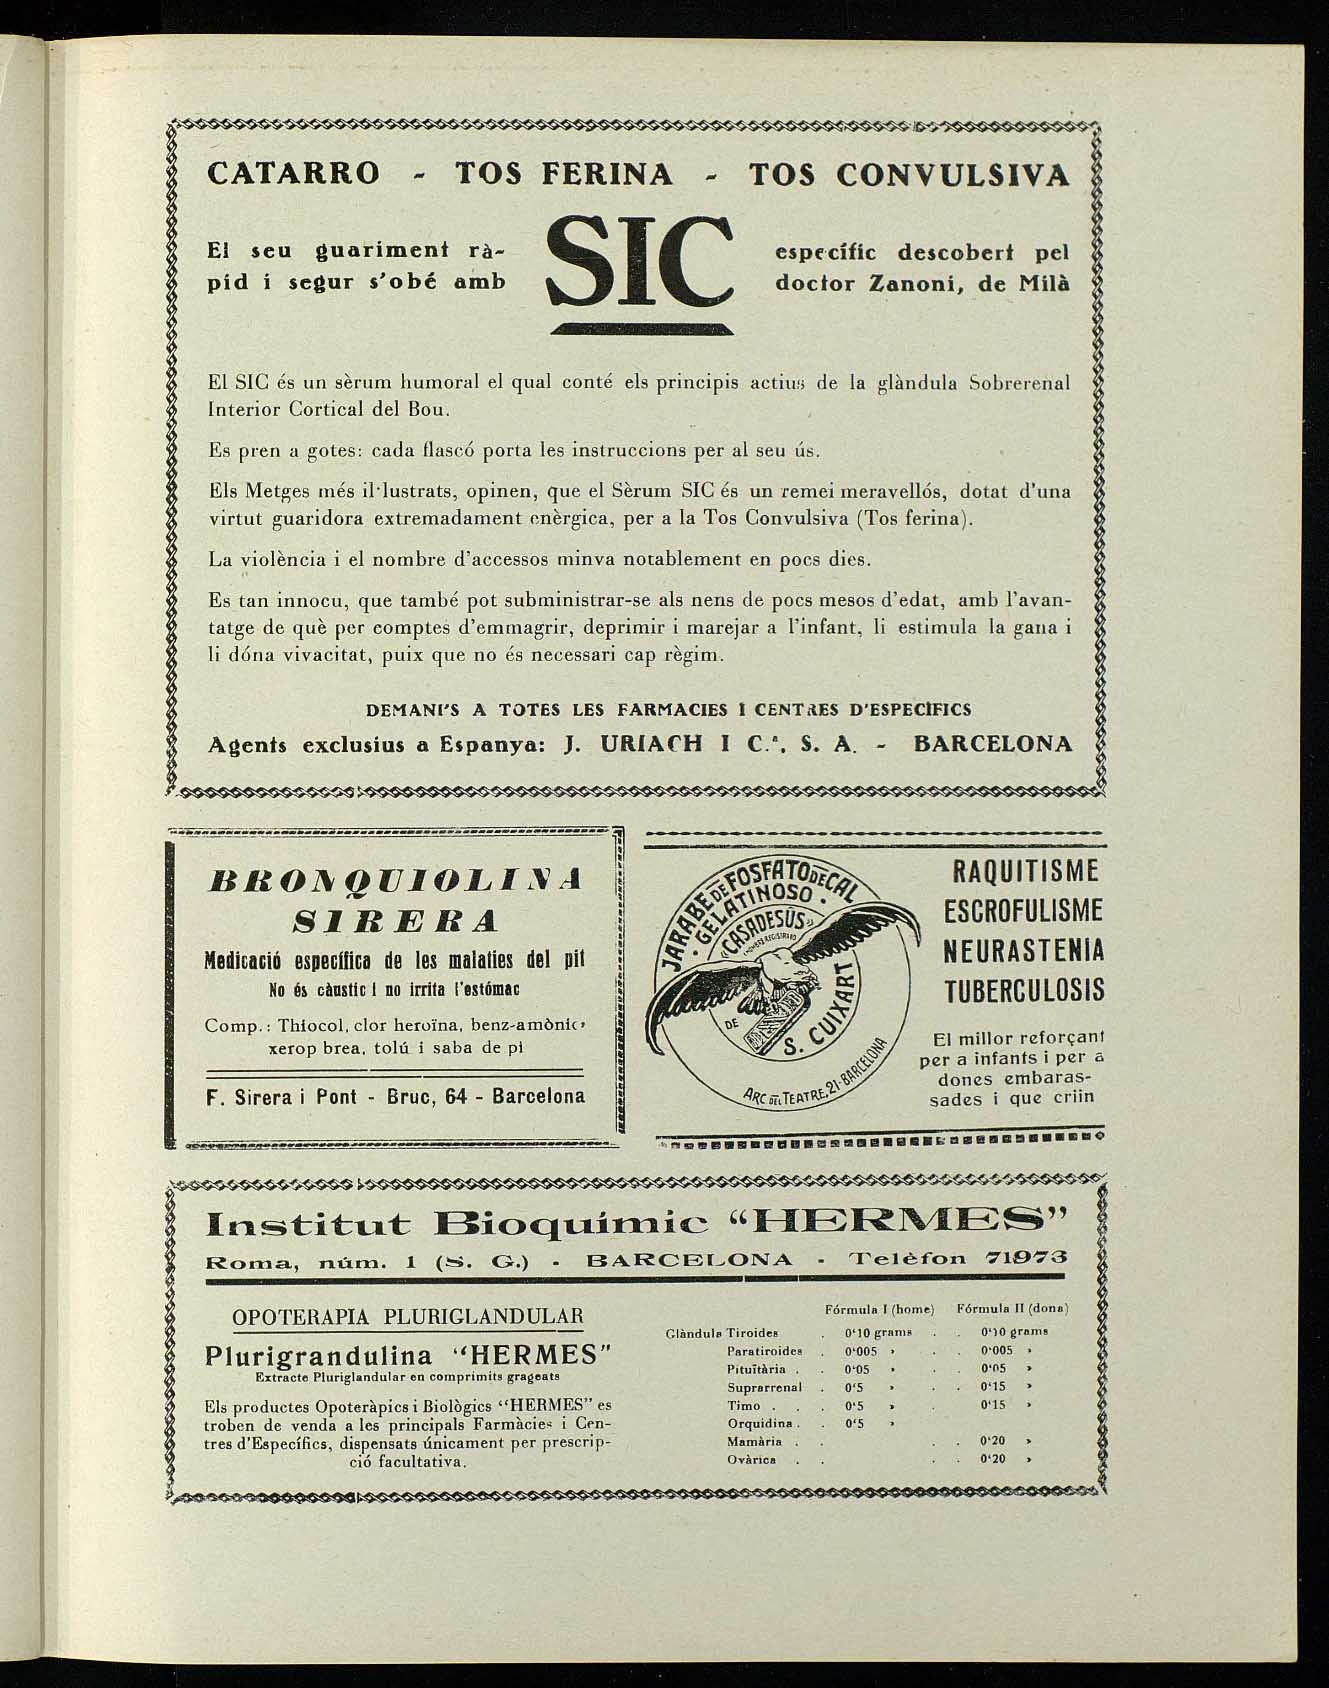 CATARRO - TOS FERINA - TOS CONVULSIVA
El seu guariment rà-
pid i segur s'obé amb
SIC
específic descobert pel
doctor Zanoni, de Milà
El SIC és un sèrum humoral el qual conté els principis actius de la glàndula Sobrerenal
Interior Cortical del Bou.
Es pren a gotes: cada flascó porta les instruccions per al seu ús.
Els Metges més il·lustrats, opinen, que el Sèrum SIC és un remei meravellós, dotat d'una
virtut guaridora extremadament enèrgica, per a la Tos Convulsiva (Tos ferina).
La violència i el nombre d'accessos minva notablement en pocs dies.
Es tan innocu, que també pot subministrar-se als nens de pocs mesos d'edat, amb l'avan-
tatge de què per comptes d'emmagrir, deprimir i marejar a l'infant, li estimula la gana i
li dóna vivacitat, puix que no és necessari cap règim.
DEMANI'S A TOTES LES FARMACIES I CENTRES D'ESPECÍFICS
Agents exclusius a Espanya: J. URIACH I C.ª, S. A. - BARCELONA
BRONQUIOLINA
SIRERA
Medicació específica de les malalties del pit
No és càustic i no irrita l'estómac
Comp.: Thiocol, clor heroïna, benz-amònic,
xerop brea, tolú i saba de pi
F. Sirera i Pont - Bruc, 64 - Barcelona
JARABE DE FOSFATO DE CAL
· GELATINOSO ·
"CASADESÚS"
DE
S. CUIXART
ARC DEL TEATRE, 21-BARCELONA
RAQUITISME
ESCROFULISME
NEURASTENIA
TUBERCULOSIS
El millor reforçant
per a infants i per a
dones embaras-
sades i que criin
Institut Bioquímic "HERMES"
Roma, núm. 1 (S. G.) - BARCELONA - Telèfon 71973
OPOTERAPIA PLURIGLANDULAR
Plurigrandulina "HERMES"
Extracte Pluriglandular en comprimits grageats
Els productes Opoteràpics i Biològics "HERMES" es
troben de venda a les principals Farmàcies i Cen-
tres d'Específics, dispensats únicament per prescrip-
ció facultativa.
Fórmula I (home) Fórmula II (dona)
Glàndula Tiroides . 0'10 grams . . 0'10 grams
Paratiroides . 0'005 » . . 0'005 »
Pituïtària . . 0'05 » . . 0'05 »
Suprarrenal . 0'5 » . . 0'15 »
Timo . . . 0'5 » . . 0'15 »
Orquidina . . 0'5 »
Mamària . . . . 0'20 »
Ovàrica . . . . 0'20 »